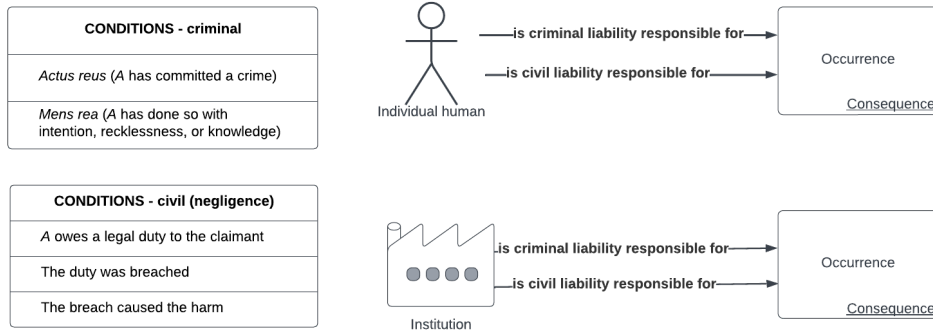 CONDITIONS - criminal
Actus reus (A has committed a crime)
Mens rea (A has done so with
intention, recklessness, or knowledge)
is criminal liability responsible for
is civil liability responsible for
Individual human
Occurrence
Consequence
CONDITIONS - civil (negligence)
A owes a legal duty to the claimant
The duty was breached
The breach caused the harm
is criminal liability responsible for
is civil liability responsible for
Institution
Occurrence
Consequence